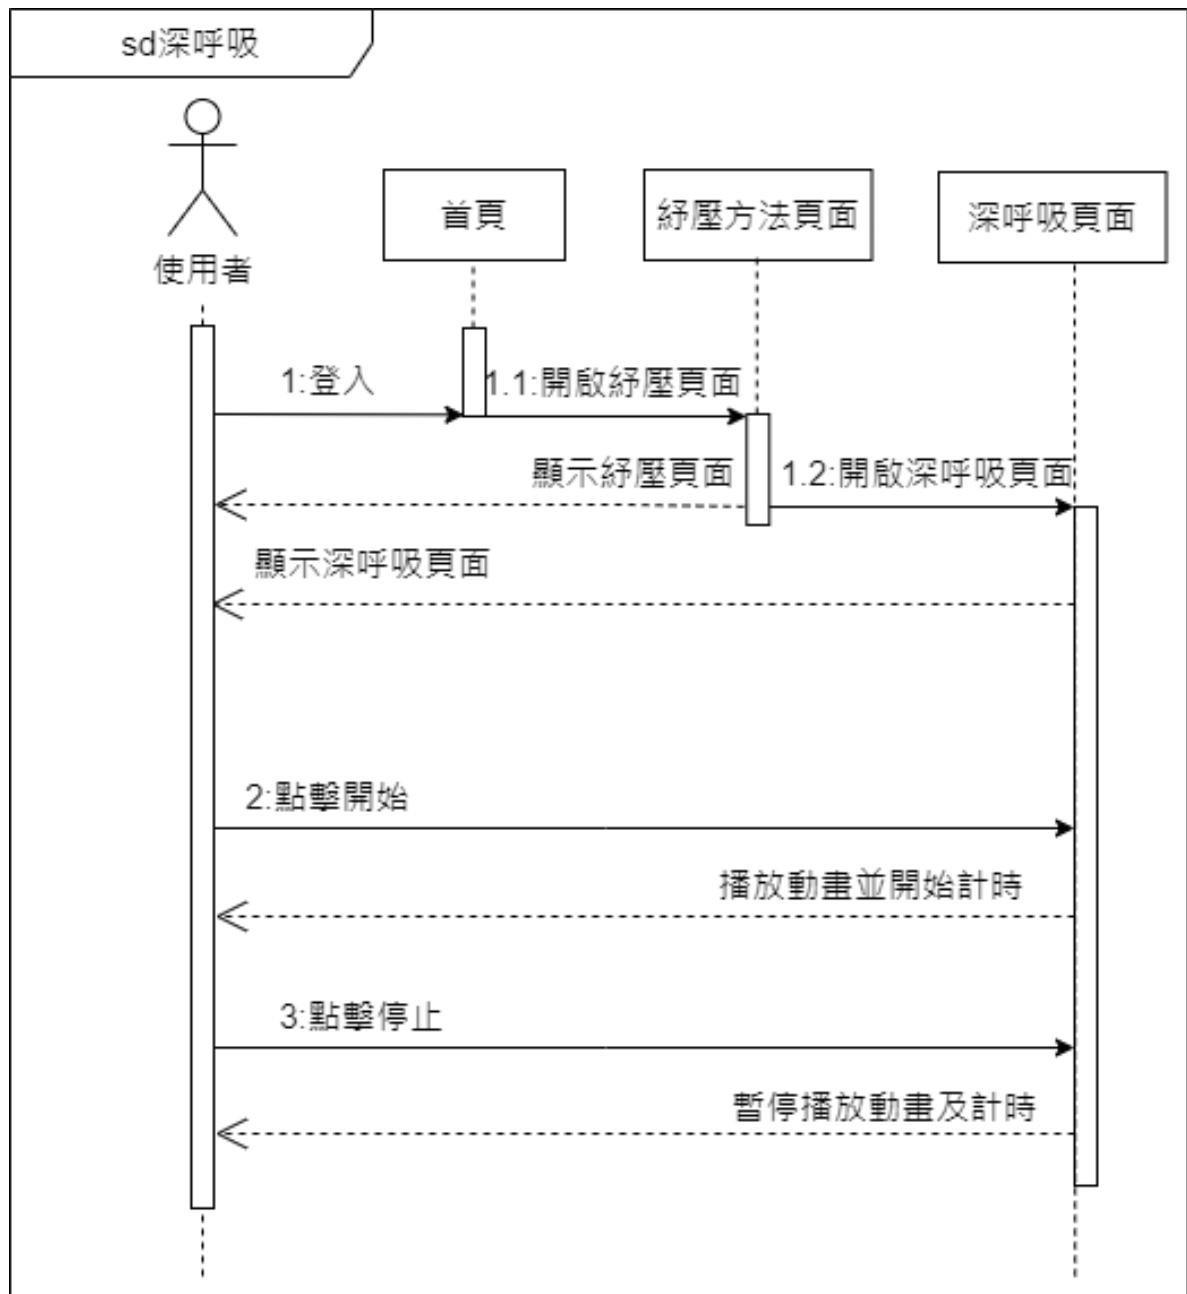 sd深呼吸
使用者
首頁
紓壓方法頁面
深呼吸頁面
1:登入
1.1:開啟紓壓頁面
顯示紓壓頁面
1.2:開啟深呼吸頁面
顯示深呼吸頁面
2:點擊開始
播放動畫並開始計時
3:點擊停止
暫停播放動畫及計時